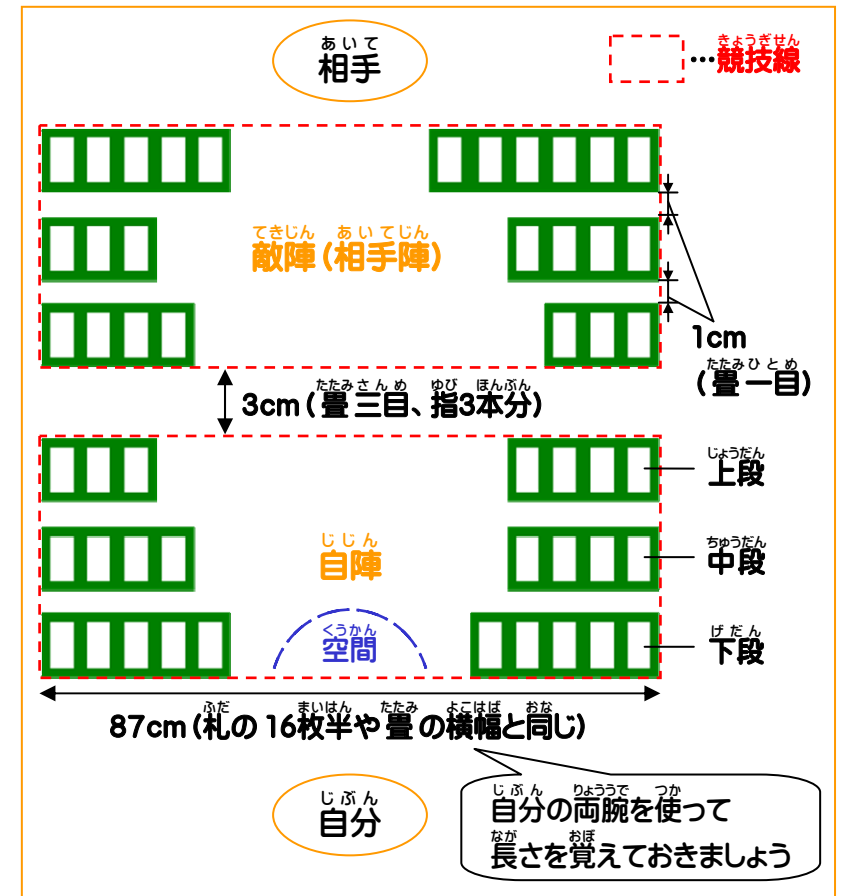 あいて
相手
きょうぎせん
…競技線
てきじん あいてじん
敵陣（相手陣）
1cm
たたみひとめ
（畳一目）
たたみさんめ ゆび ほんぶん
3cm（畳三目、指3本分）
じょうだん
上段
じじん
自陣
ちゅうだん
中段
くうかん
空間
げだん
下段
ふだ まいはん たたみ よこはば おな
87cm（札の16枚半や畳の横幅と同じ）
じぶん
自分
じぶん りょううで つか
自分の両腕を使って
なが おぼ
長さを覚えておきましょう